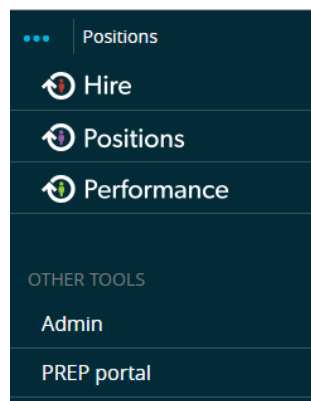 Positions
Hire
Positions
Performance
OTHER TOOLS
Admin
PREP portal